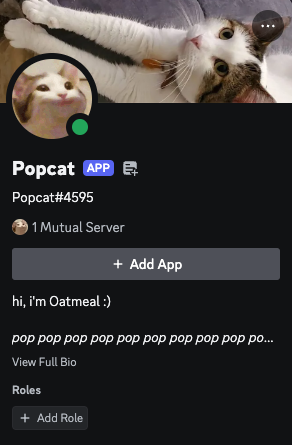 Popcat APP
Popcat#4595
1 Mutual Server
+ Add App
hi, i'm Oatmeal :)
pop pop pop pop pop pop pop pop pop po...
View Full Bio
Roles
+ Add Role